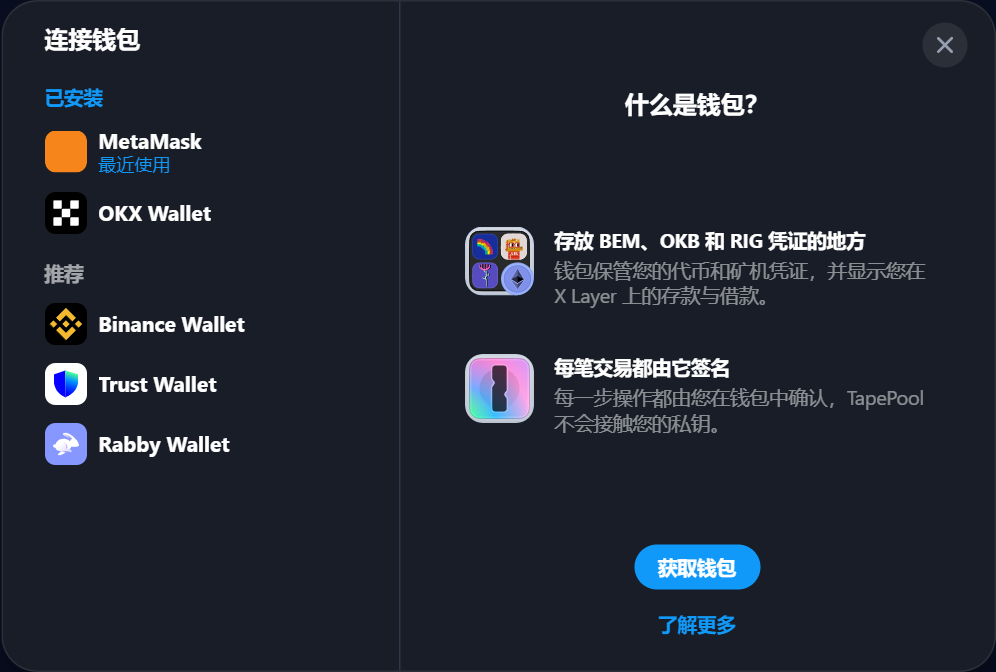 连接钱包
已安装
MetaMask
最近使用
OKX Wallet
推荐
Binance Wallet
Trust Wallet
Rabby Wallet
什么是钱包?
存放 BEM、OKB 和 RIG 凭证的地方
钱包保管您的代币和矿机凭证，并显示您在
X Layer 上的存款与借款。
每笔交易都由它签名
每一步操作都由您在钱包中确认，TapePool
不会接触您的私钥。
获取钱包
了解更多